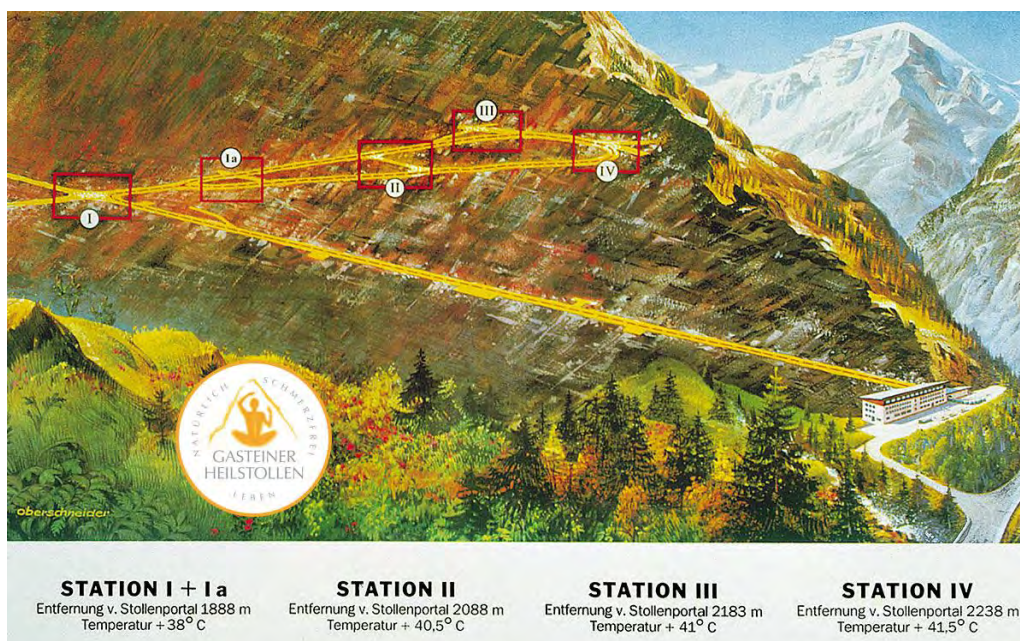 I
Ia
II
III
IV
NATÜRLICH SCHMERZFREI
GASTEINER
HEILSTOLLEN
· LEBEN ·
oberschneider
STATION I + Ia
Entfernung v. Stollenportal 1888 m
Temperatur + 38° C
STATION II
Entfernung v. Stollenportal 2088 m
Temperatur + 40,5° C
STATION III
Entfernung v. Stollenportal 2183 m
Temperatur + 41° C
STATION IV
Entfernung v. Stollenportal 2238 m
Temperatur + 41,5° C